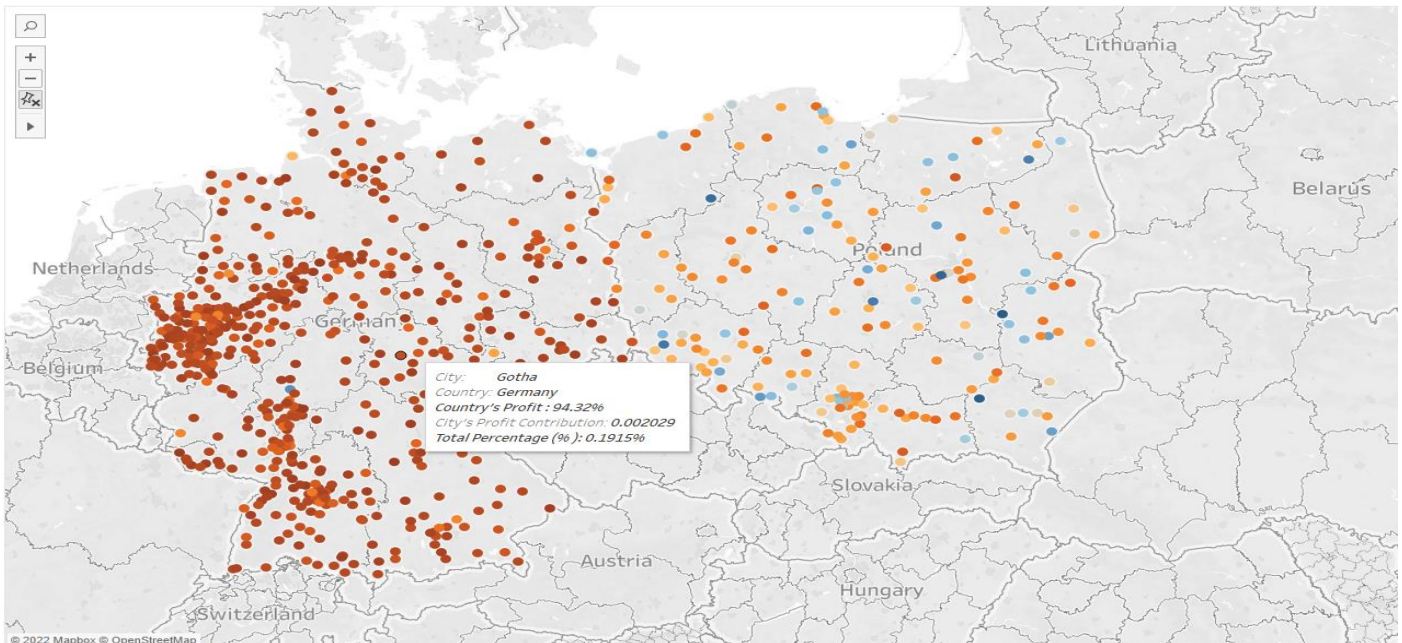 Lithuania
Belarus
Netherlands
Poland
German
Belgium
City: Gotha
Country: Germany
Country's Profit : 94.32%
City's Profit Contribution: 0.002029
Total Percentage (% ): 0.1915%
Slovakia
Austria
Hungary
Switzerland
© 2022 Mapbox © OpenStreetMap